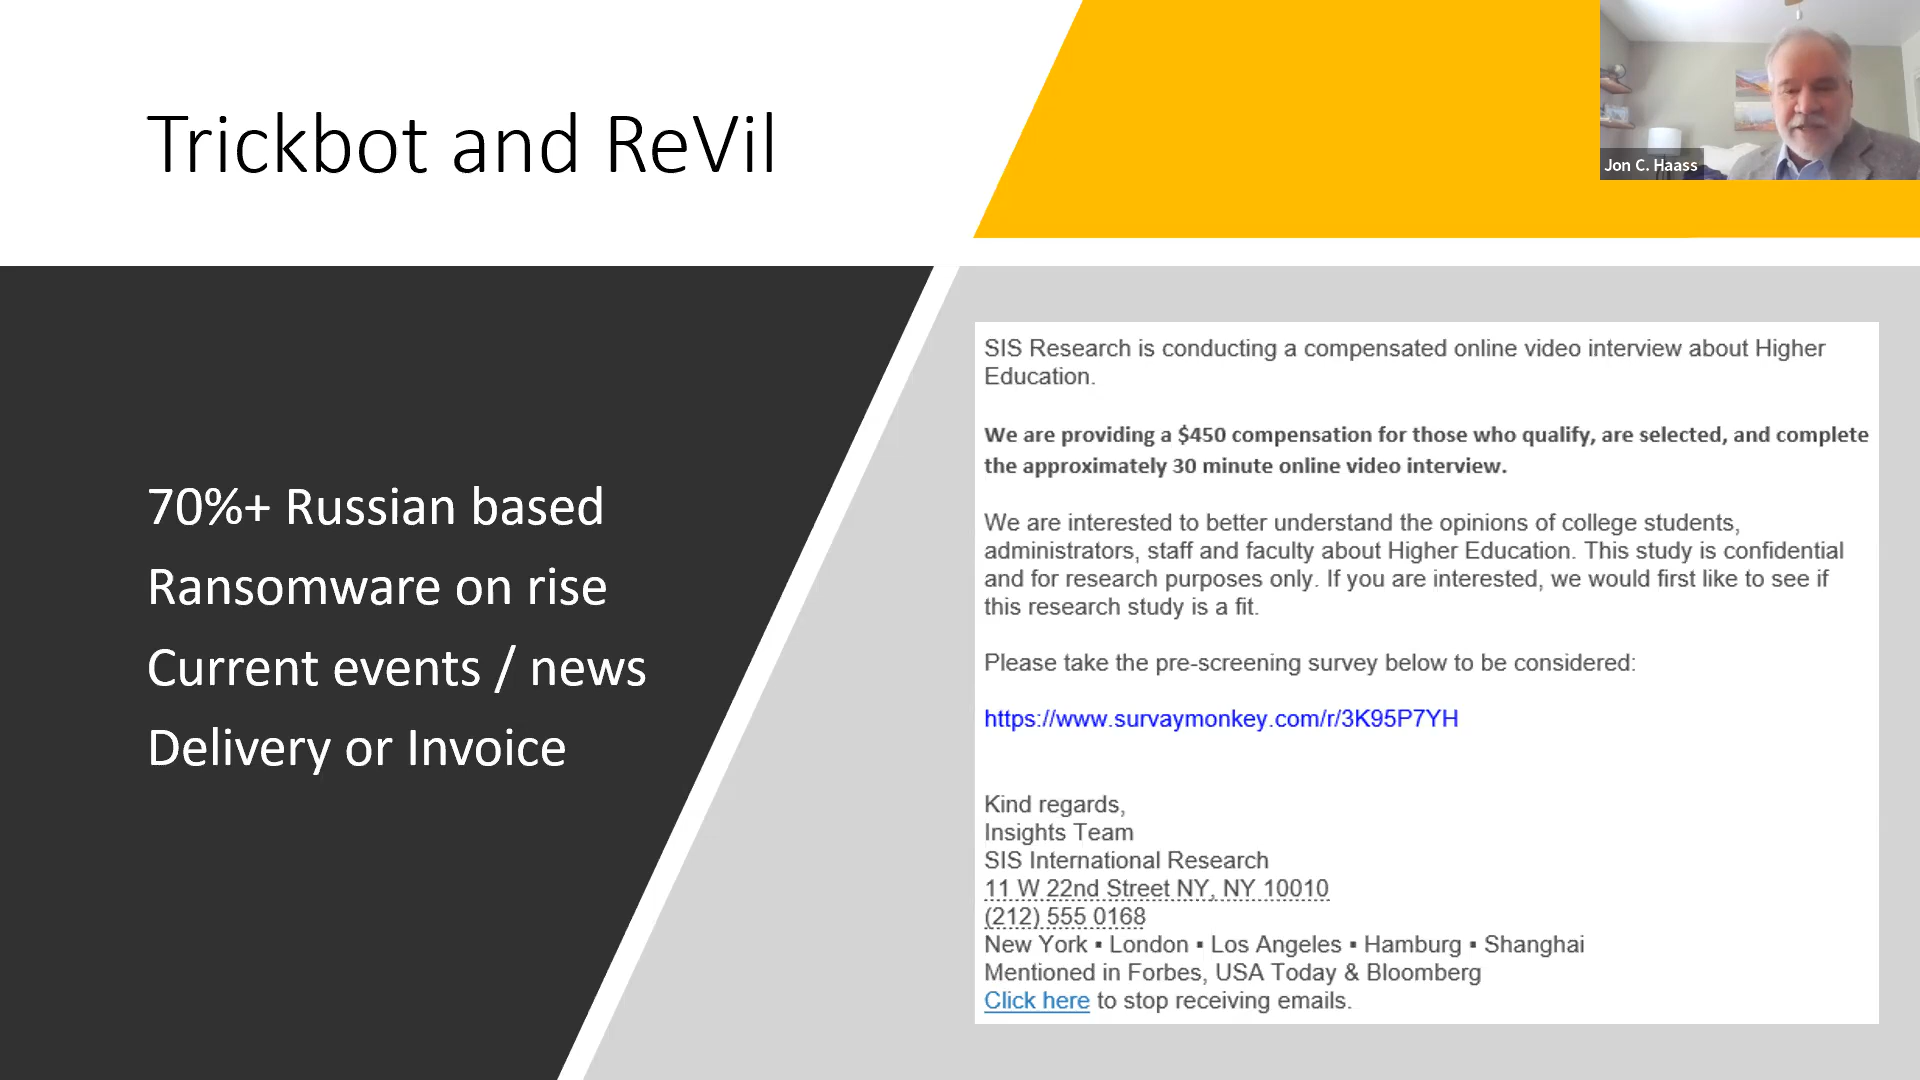 Trickbot and ReVil
Jon C. Haass
70%+ Russian based
Ransomware on rise
Current events / news
Delivery or Invoice
SIS Research is conducting a compensated online video interview about Higher
Education.
We are providing a $450 compensation for those who qualify, are selected, and complete
the approximately 30 minute online video interview.
We are interested to better understand the opinions of college students,
administrators, staff and faculty about Higher Education. This study is confidential
and for research purposes only. If you are interested, we would first like to see if
this research study is a fit.
Please take the pre-screening survey below to be considered:
https://www.survaymonkey.com/r/3K95P7YH
Kind regards,
Insights Team
SIS International Research
11 W 22nd Street NY, NY 10010
(212) 555 0168
New York ▪ London ▪ Los Angeles ▪ Hamburg ▪ Shanghai
Mentioned in Forbes, USA Today & Bloomberg
Click here to stop receiving emails.